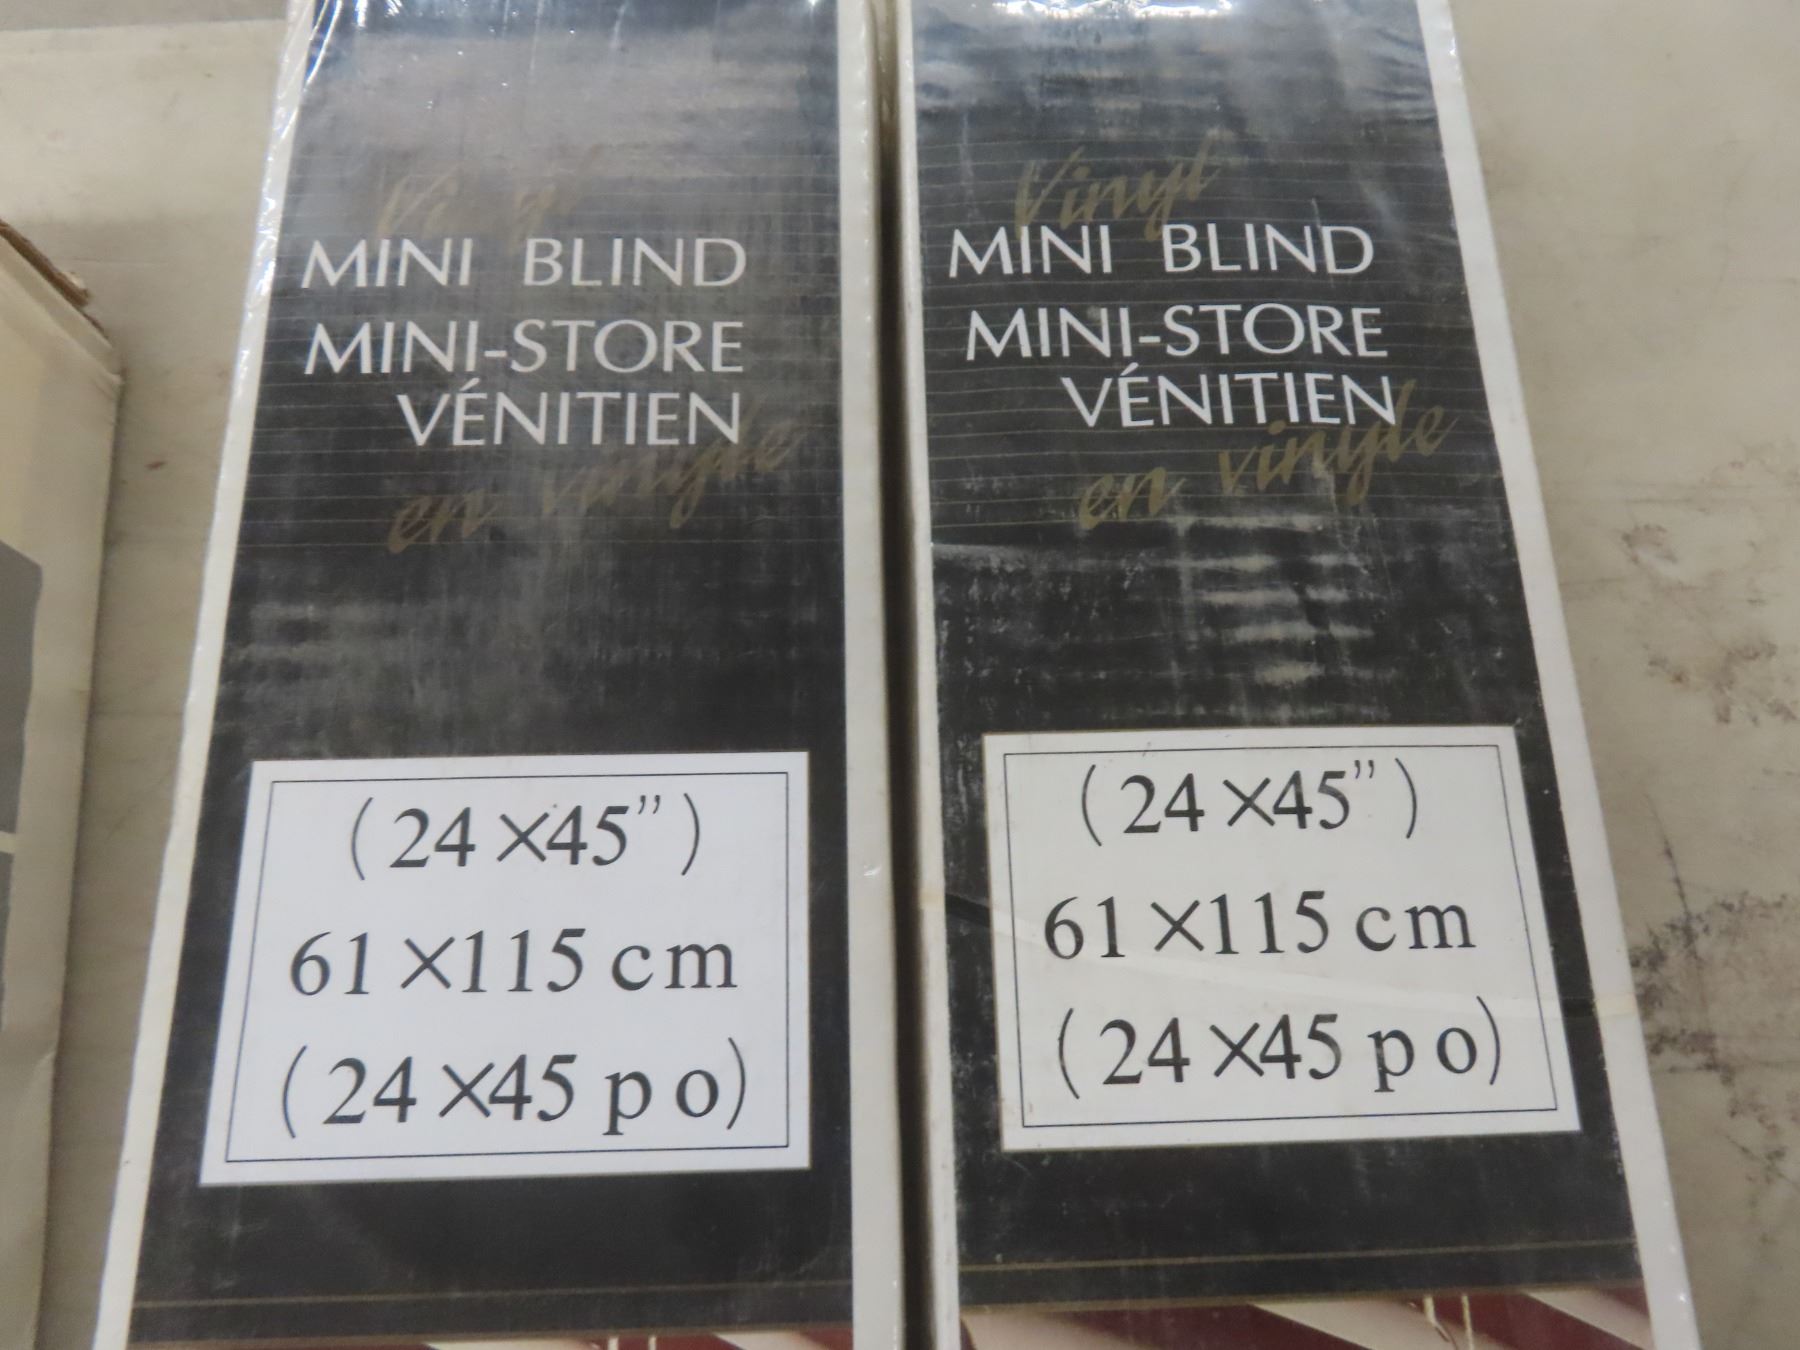 Vinyl
MINI BLIND
MINI-STORE
VÉNITIEN
en vinyle
(24×45”)
61×115 cm
(24×45 po)
Vinyl
MINI BLIND
MINI-STORE
VÉNITIEN
en vinyle
(24×45”)
61×115 cm
(24×45 po)